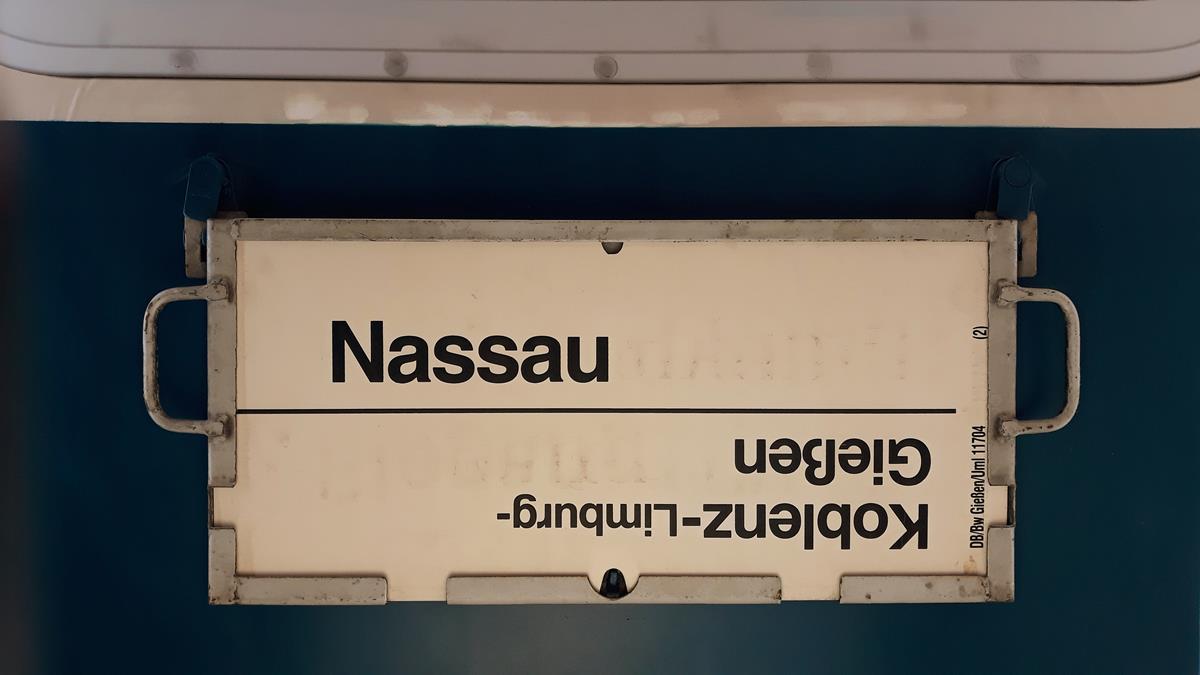 Nassau
Koblenz-Limburg-
Gießen
DB/Bw Gießen/Uml 11704
(2)